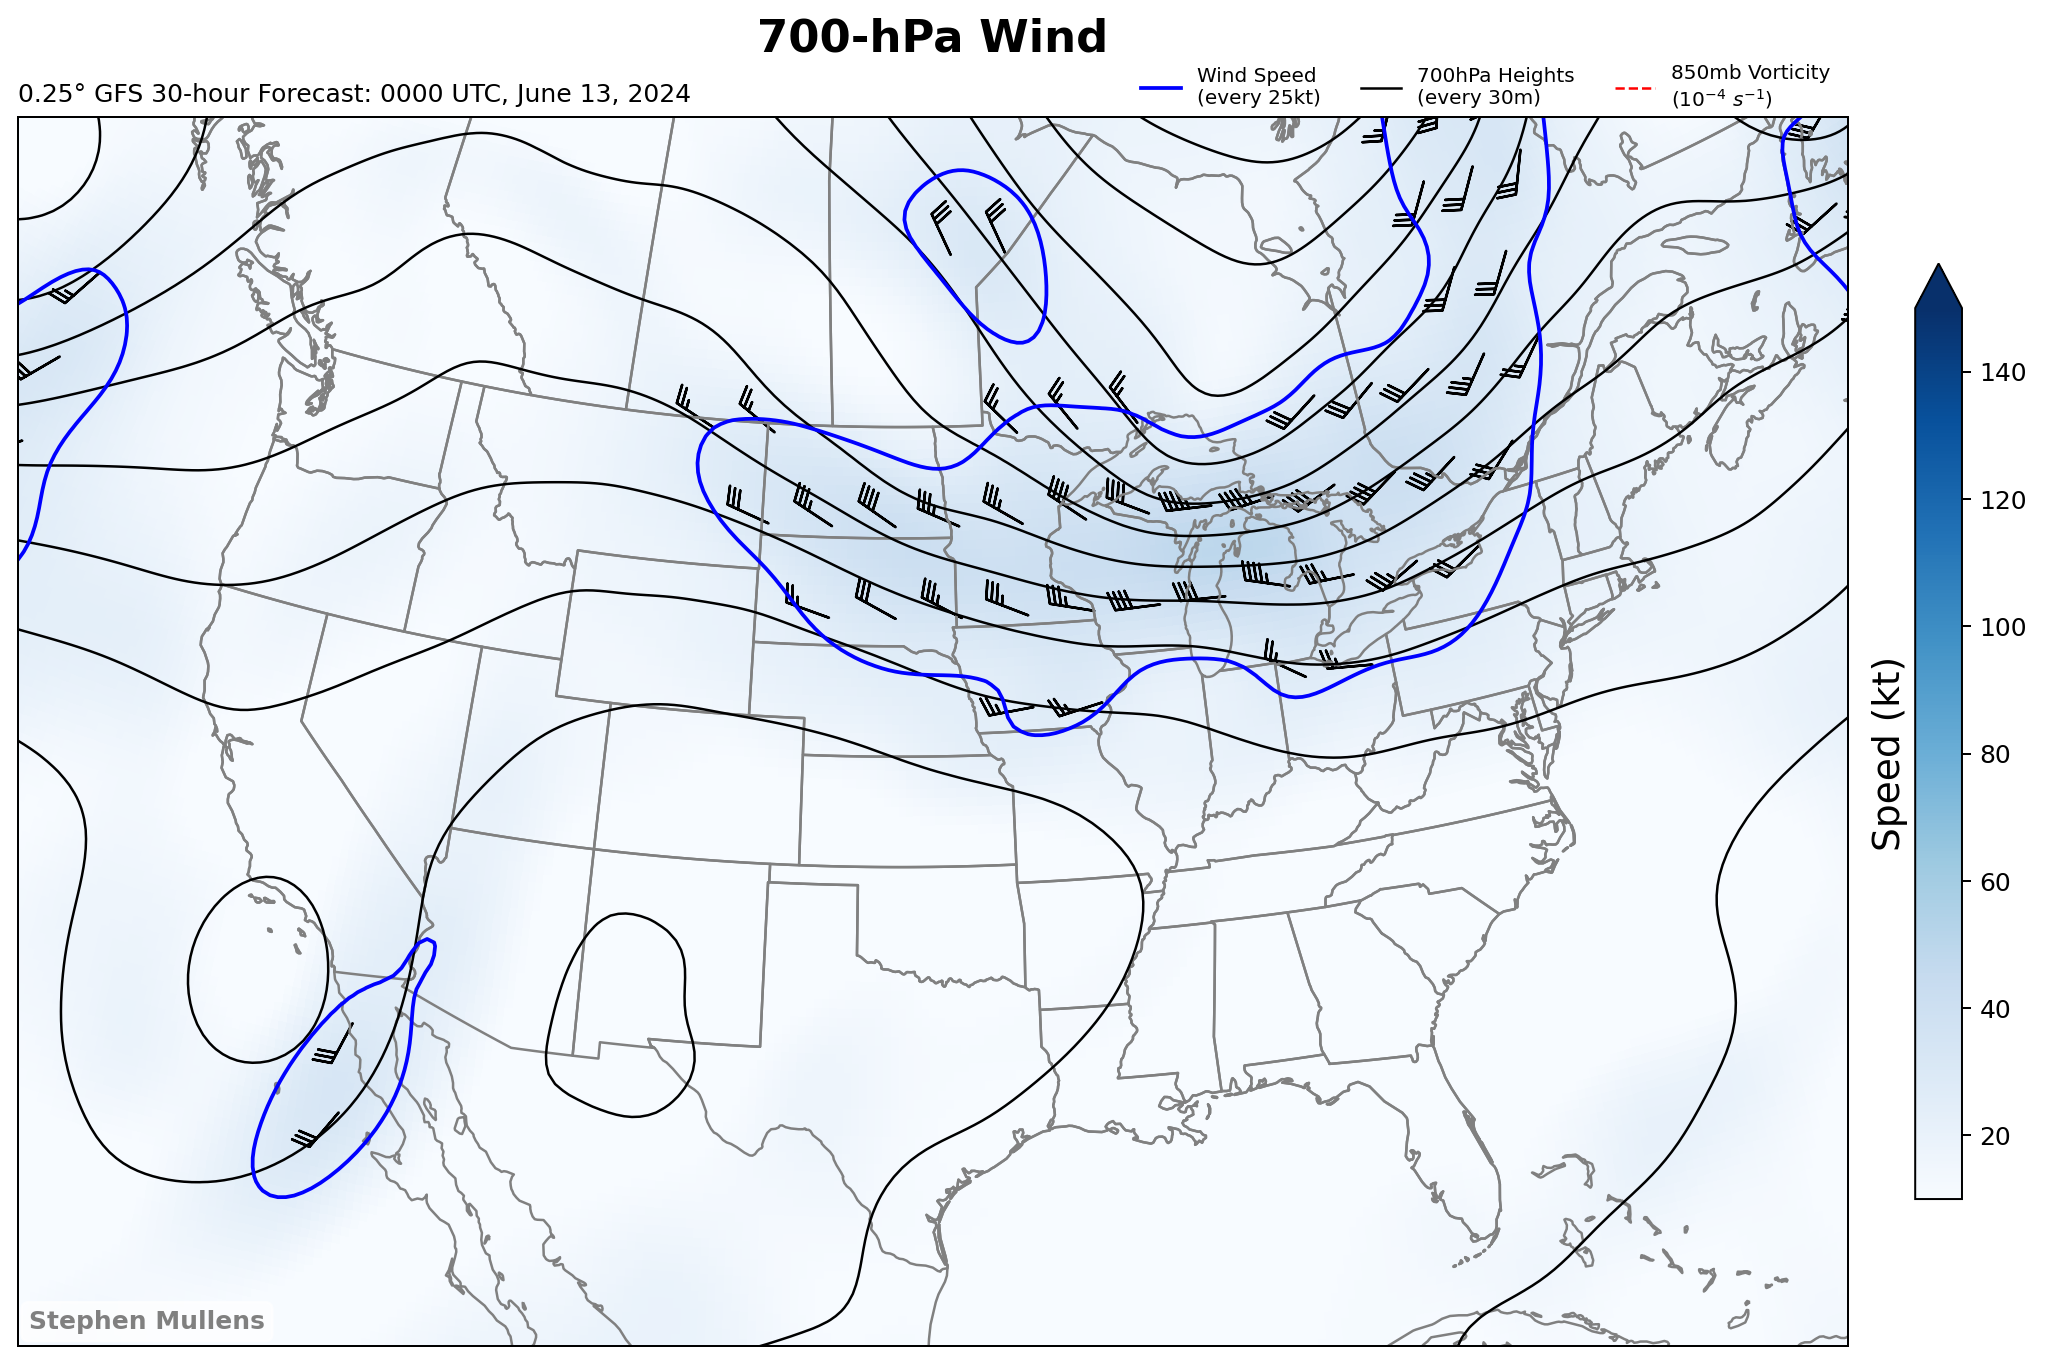 700-hPa Wind
0.25° GFS 30-hour Forecast: 0000 UTC, June 13, 2024
Wind Speed
(every 25kt)
700hPa Heights
(every 30m)
850mb Vorticity
(10⁻⁴ s⁻¹)
140
120
100
80
60
40
20
Speed (kt)
Stephen Mullens